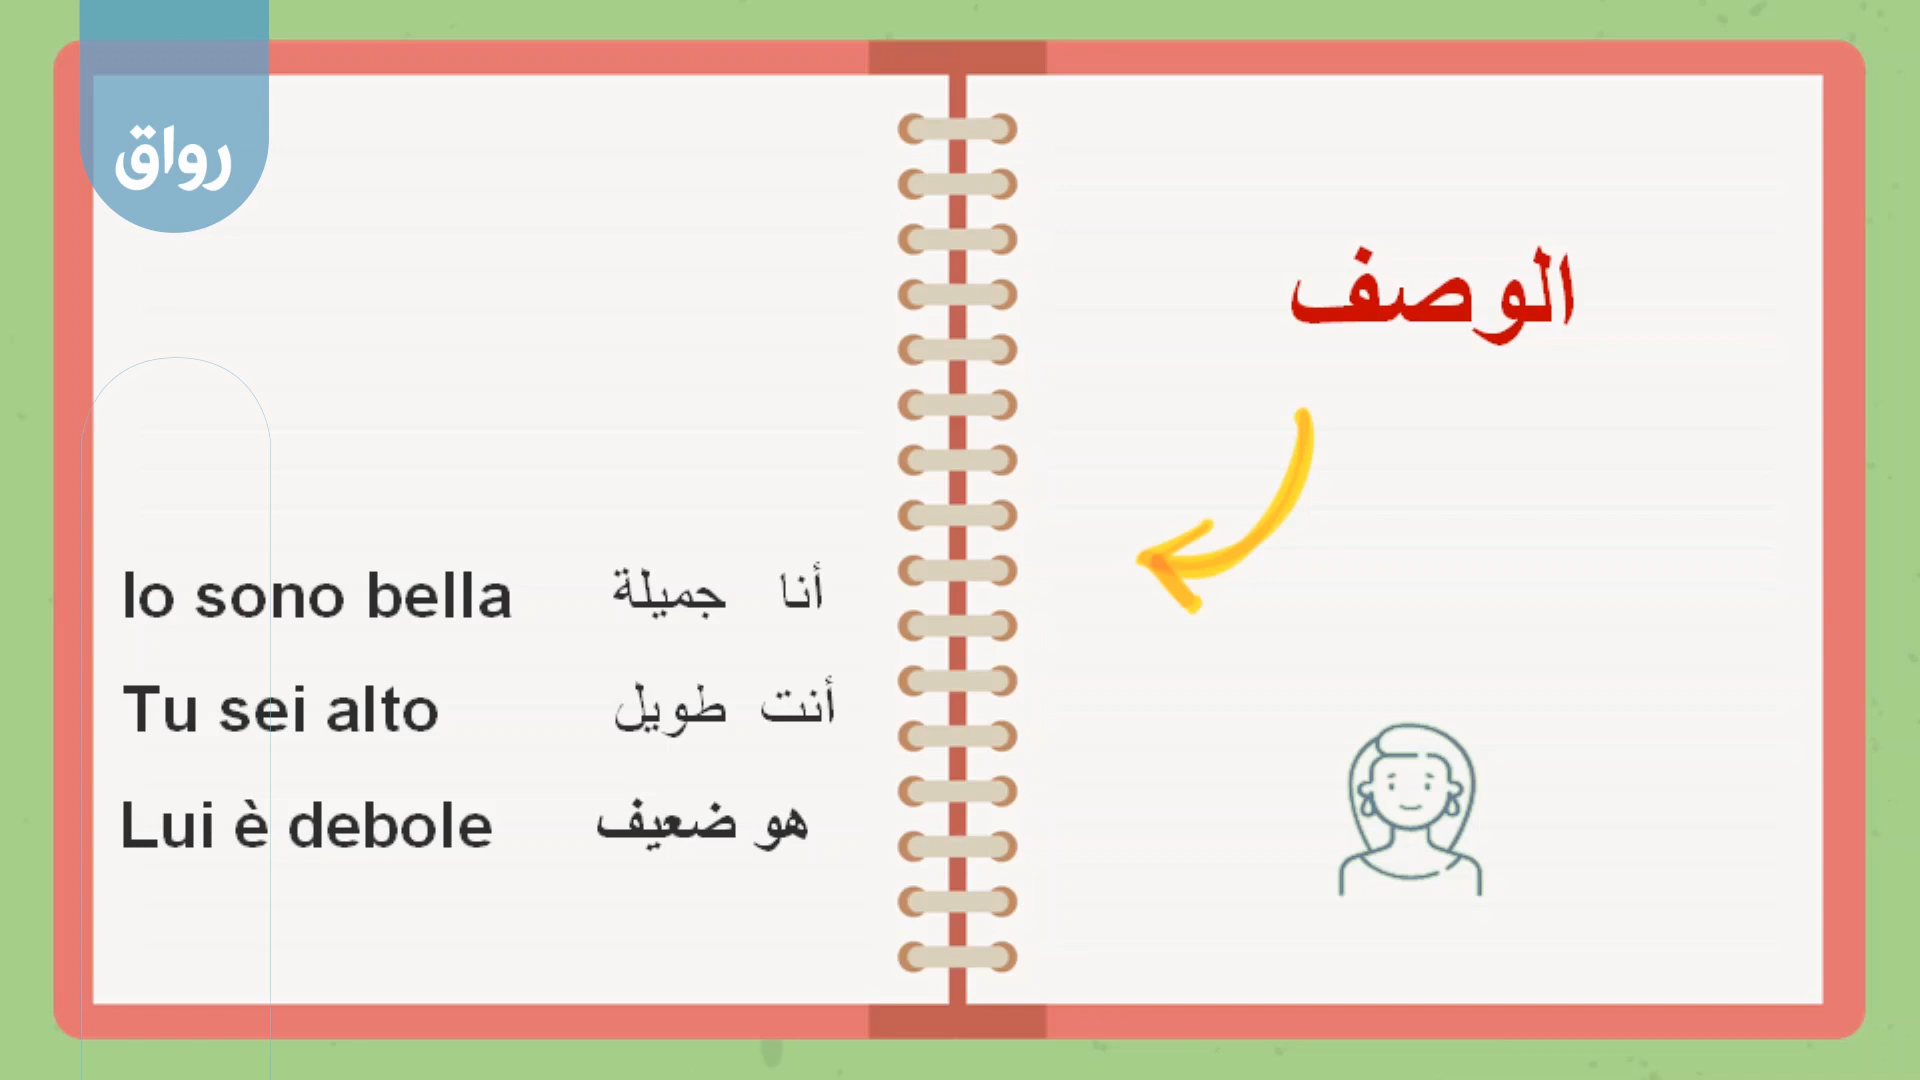 رواق
الوصف
Io sono bella أنا جميلة
Tu sei alto أنت طويل
Lui è debole هو ضعيف